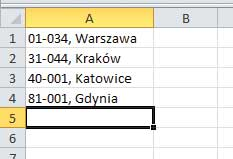 A B
1 01-034, Warszawa
2 31-044, Kraków
3 40-001, Katowice
4 81-001, Gdynia
5
6
7